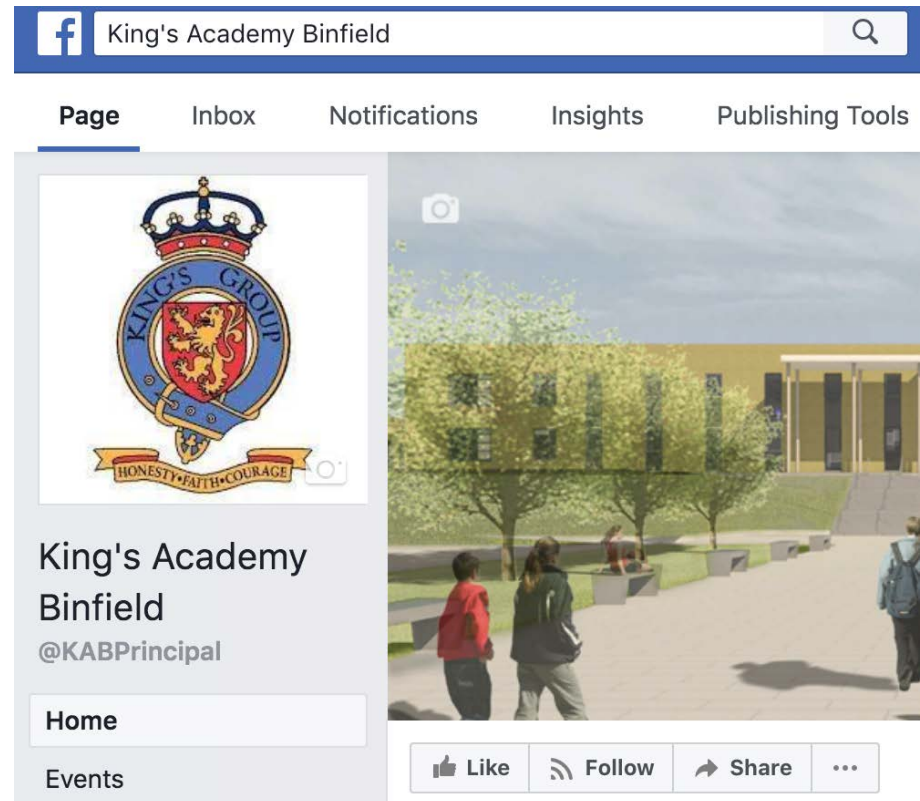 King's Academy Binfield
Page Inbox Notifications Insights Publishing Tools
KING'S GROUP
HONESTY•FAITH•COURAGE
King's Academy
Binfield
@KABPrincipal
Home
Events
Like Follow Share ...